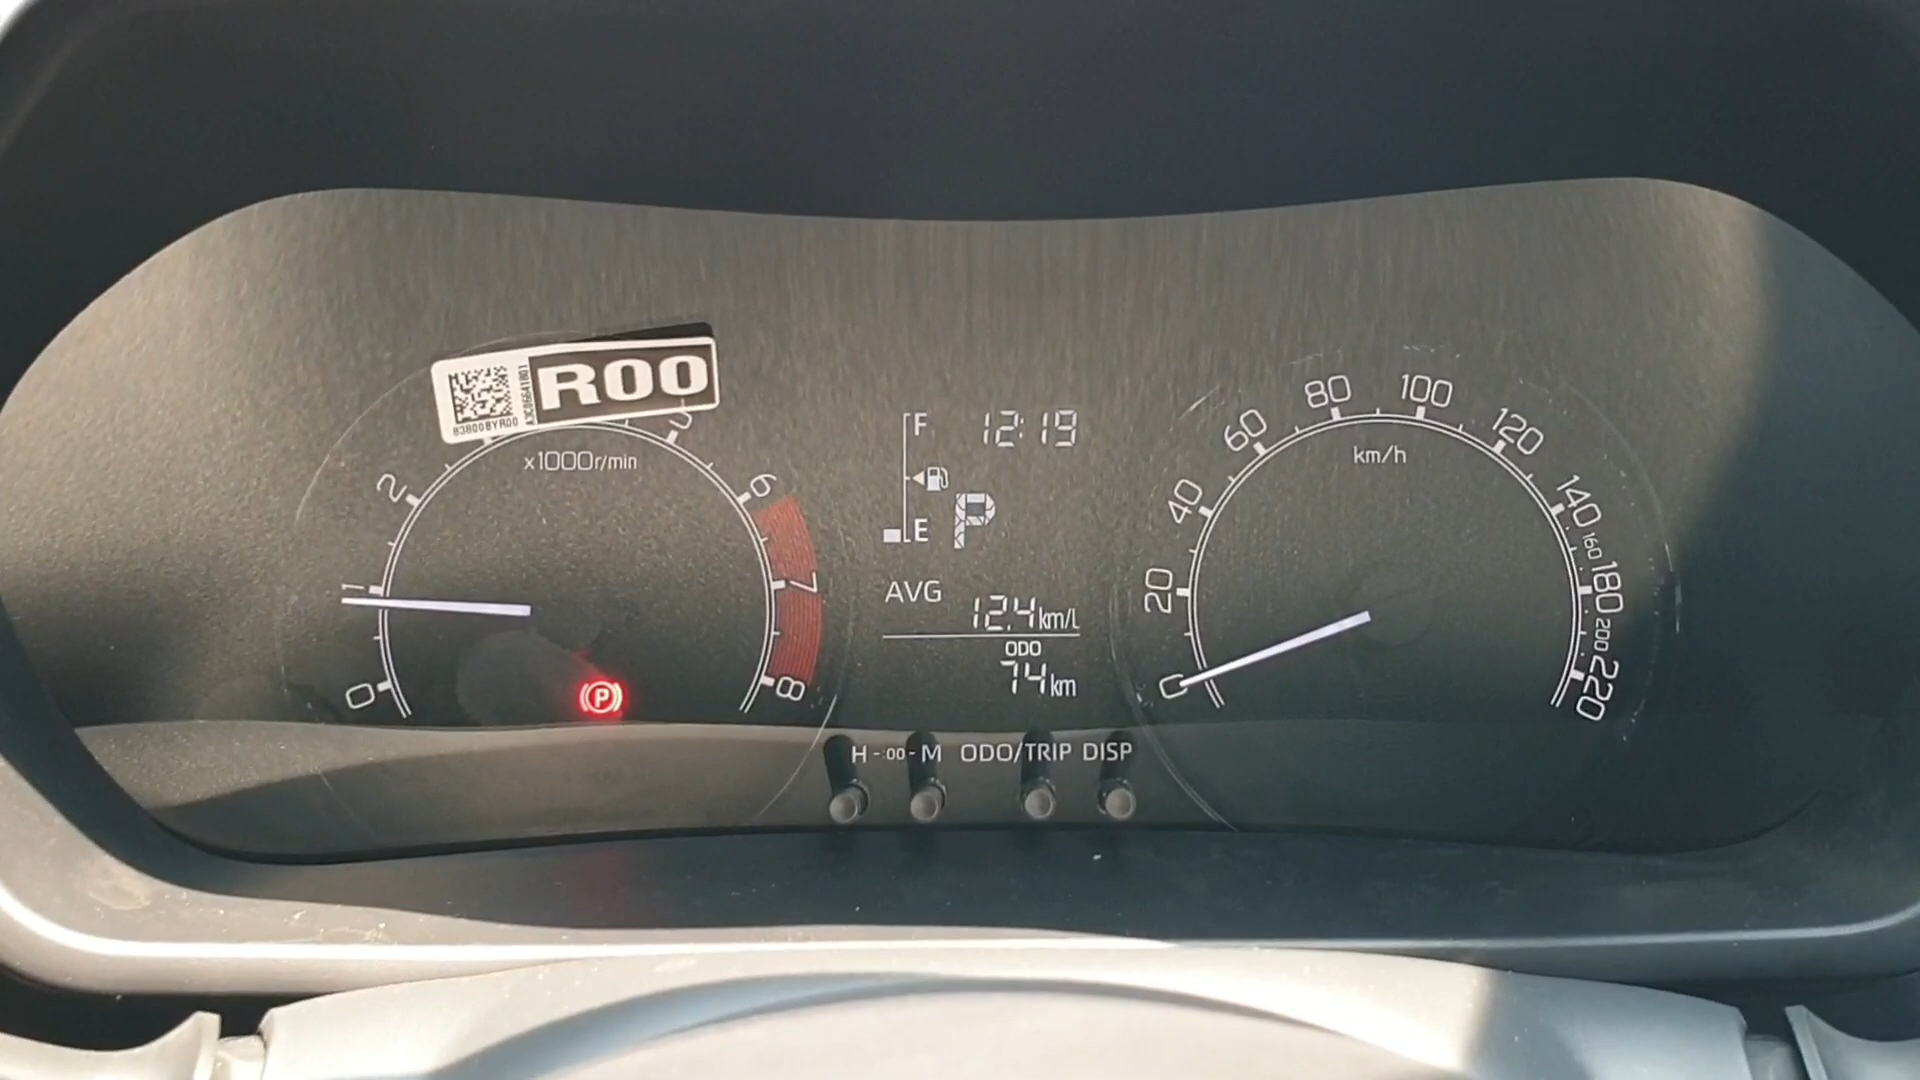 R00
83800BYR00
A3C0664180
x1000r/min
0
1
2
6
7
8
F
12:19
E
P
AVG
12.4km/L
ODO
74km
km/h
0
20
40
60
80
100
120
140
160
180
200
220
H -:00- M ODO/TRIP DISP
P